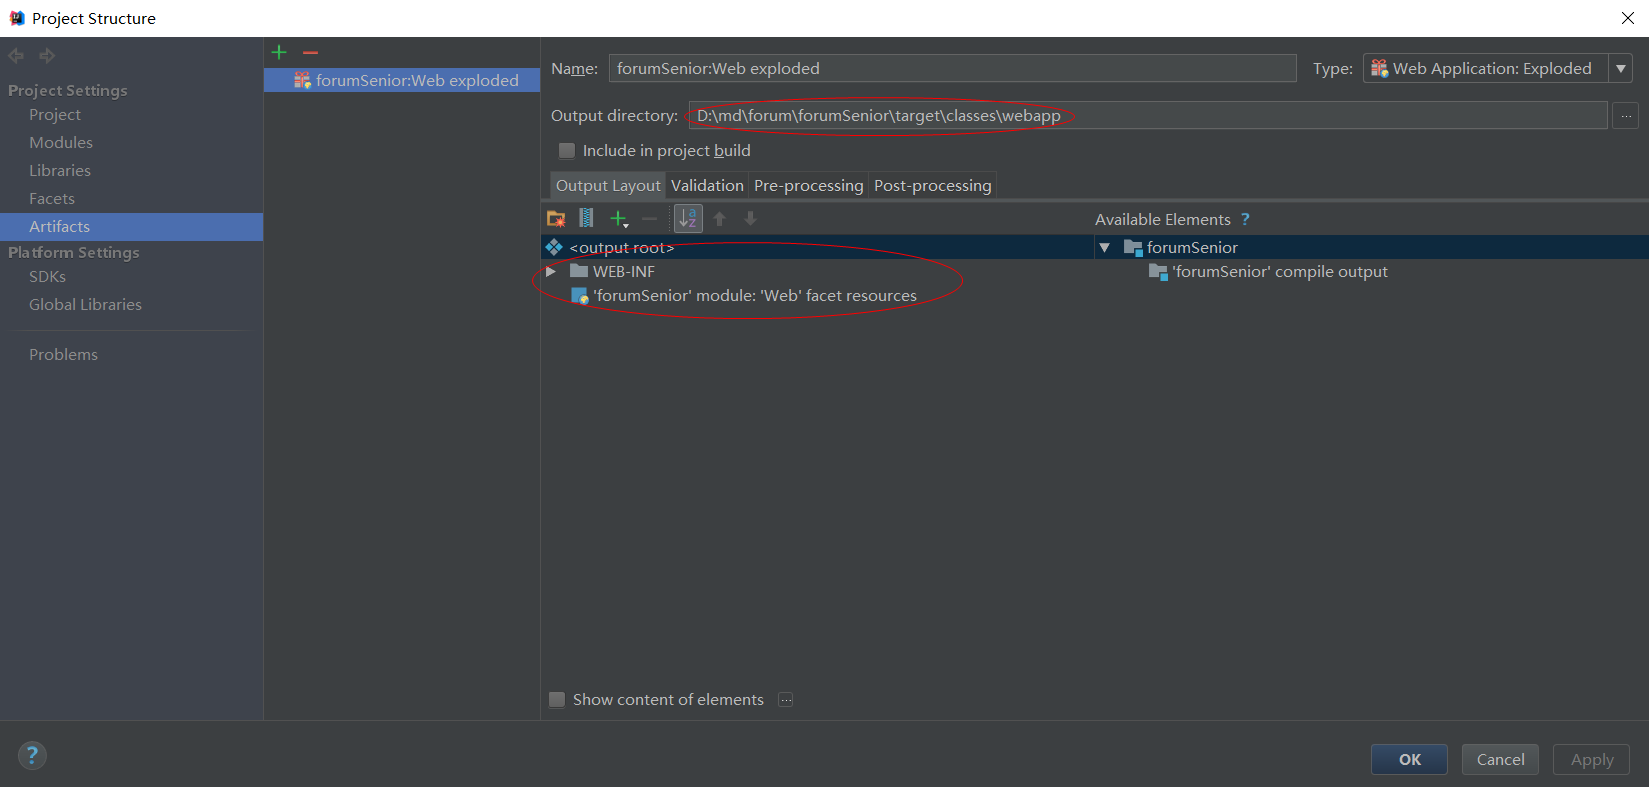 Project Structure
Project Settings
Project
Modules
Libraries
Facets
Artifacts
Platform Settings
SDKs
Global Libraries
Problems
forumSenior:Web exploded
Name: forumSenior:Web exploded Type: Web Application: Exploded
Output directory: D:\md\forum\forumSenior\target\classes\webapp ...
Include in project build
Output Layout Validation Pre-processing Post-processing
Available Elements ?
<output root>
WEB-INF
'forumSenior' module: 'Web' facet resources
forumSenior
'forumSenior' compile output
Show content of elements ...
? OK Cancel Apply